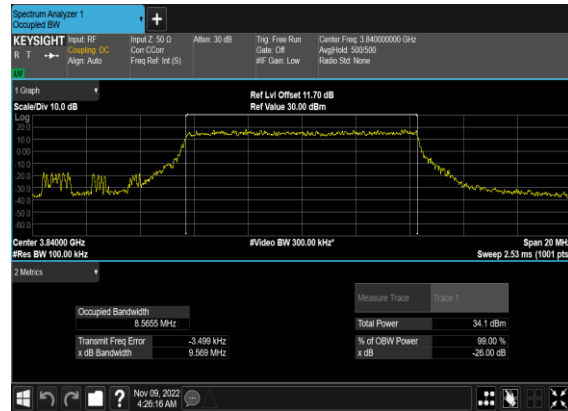 Spectrum Analyzer 1
Occupied BW
KEYSIGHT
R T
Input: RF
Coupling: DC
Align: Auto
Input Z: 50 Ω
Corr CCorr
Freq Ref: Int (S)
Atten: 30 dB
Trig: Free Run
Gate: Off
#IF Gain: Low
Center Freq: 3.840000000 GHz
Avg|Hold: 500/500
Radio Std: None
1 Graph
Scale/Div 10.0 dB
Ref Lvl Offset 11.70 dB
Ref Value 30.00 dBm
Log
20.0
10.0
0.00
-10.0
-20.0
-30.0
-40.0
-50.0
-60.0
Center 3.84000 GHz
#Video BW 300.00 kHz*
Span 20 MHz
#Res BW 100.00 kHz
Sweep 2.53 ms (1001 pts
2 Metrics
Measure Trace
Trace 1
Occupied Bandwidth
8.5655 MHz
Total Power
34.1 dBm
Transmit Freq Error
-3.499 kHz
% of OBW Power
99.00 %
x dB Bandwidth
9.569 MHz
x dB
-26.00 dB
?
Nov 09, 2022
4:26:16 AM